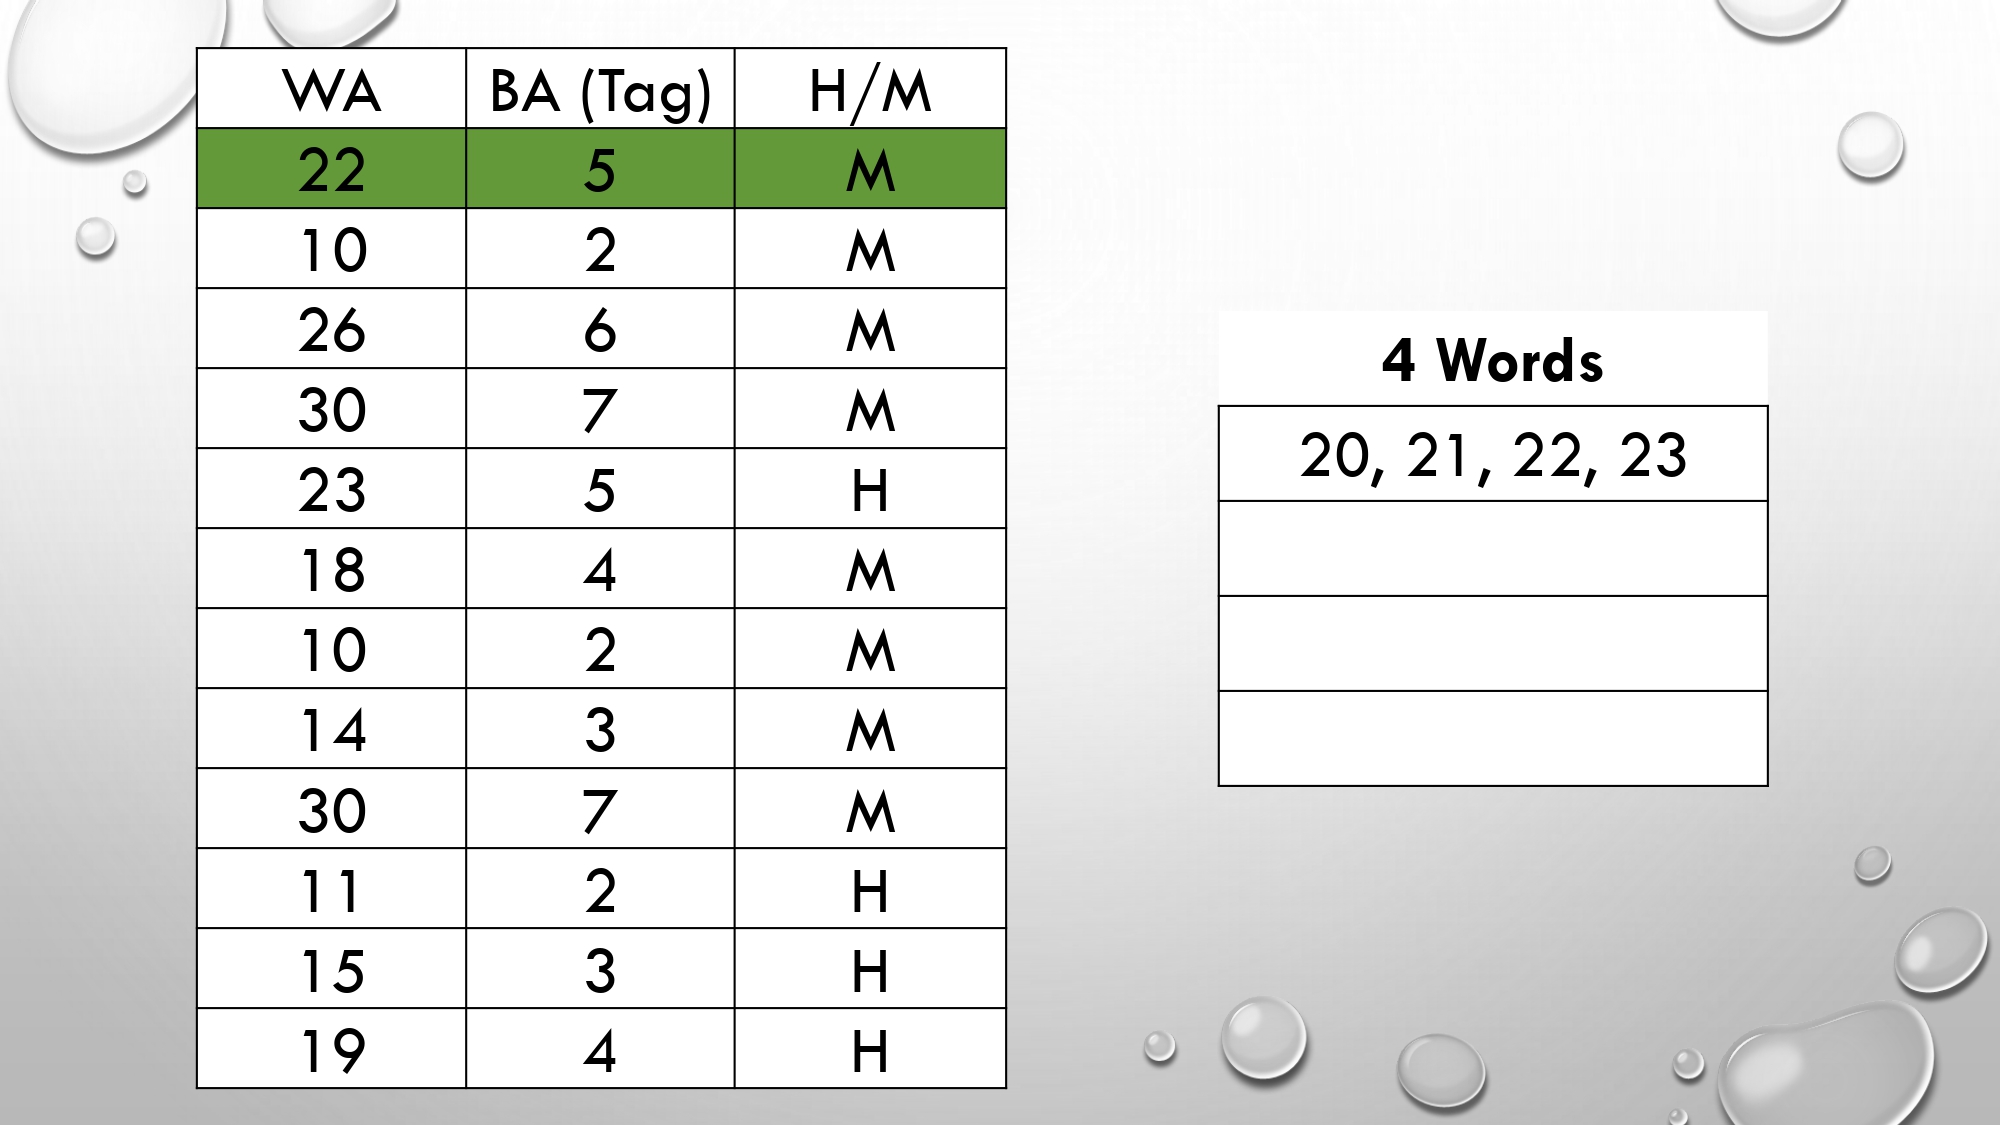 WA BA (Tag) H/M
22 5 M
10 2 M
26 6 M
30 7 M
23 5 H
18 4 M
10 2 M
14 3 M
30 7 M
11 2 H
15 3 H
19 4 H
4 Words
20, 21, 22, 23